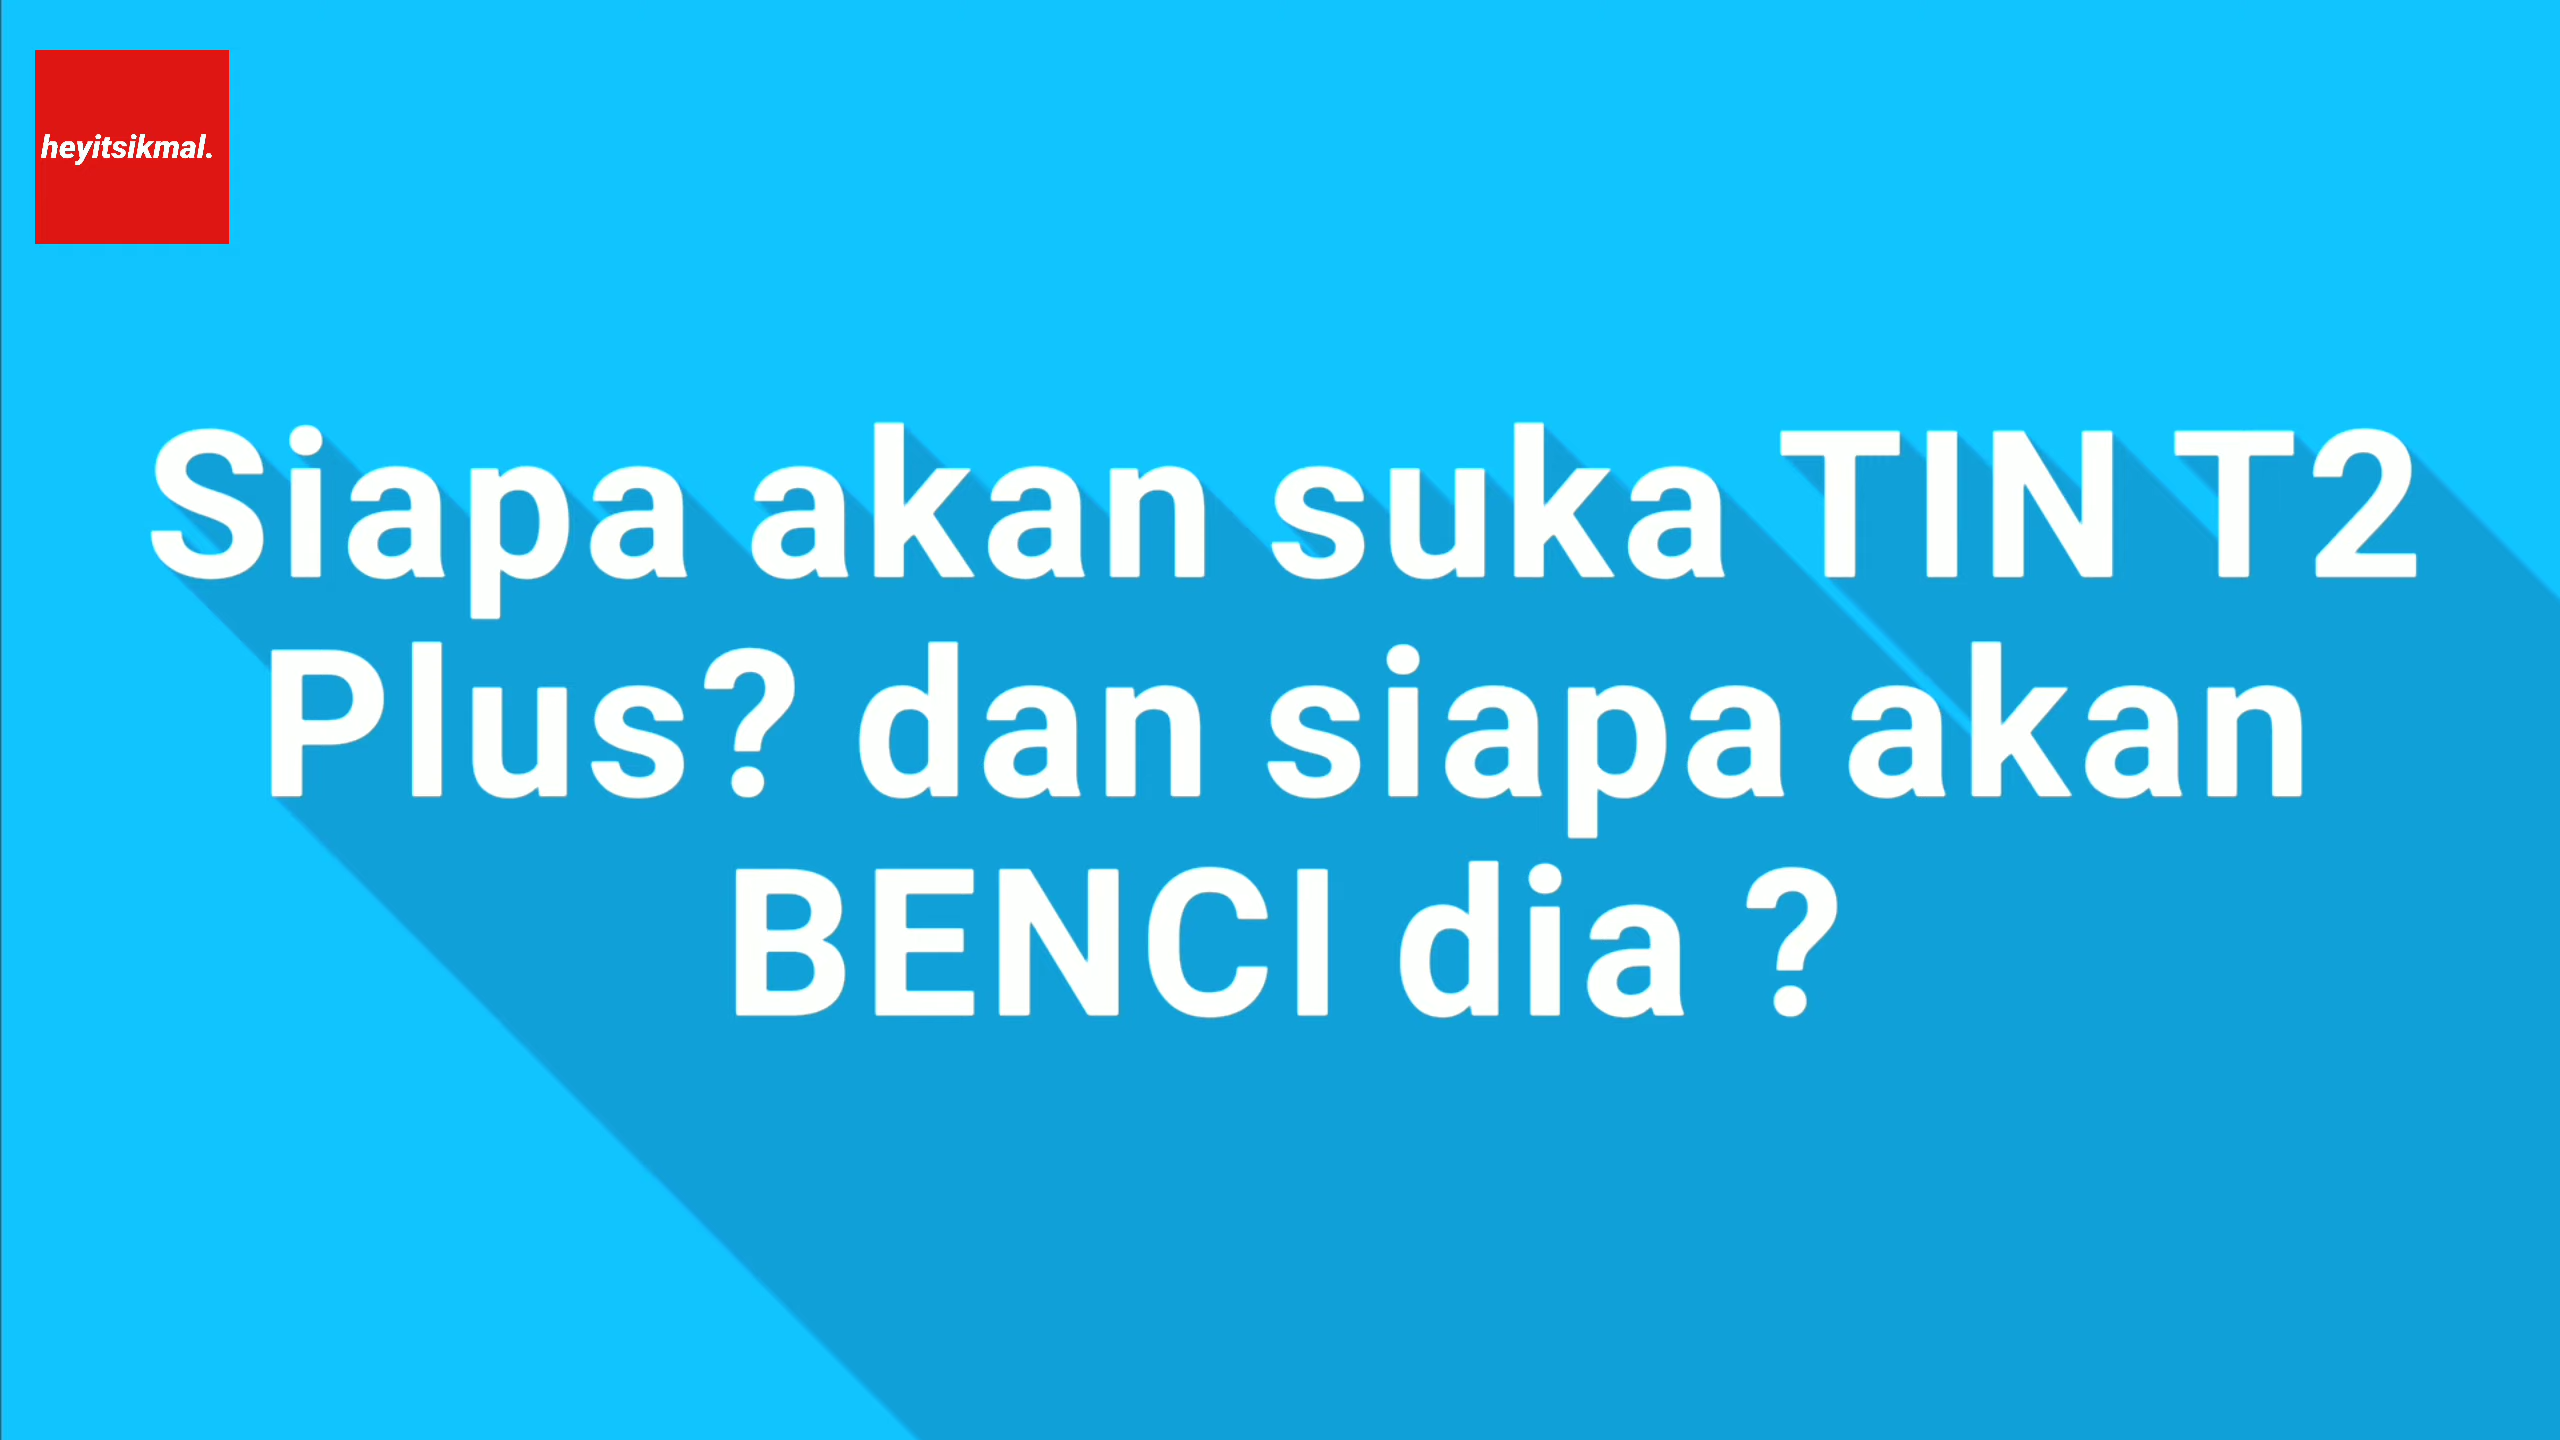 heyitsikmal.
Siapa akan suka TIN T2
Plus? dan siapa akan
BENCI dia ?